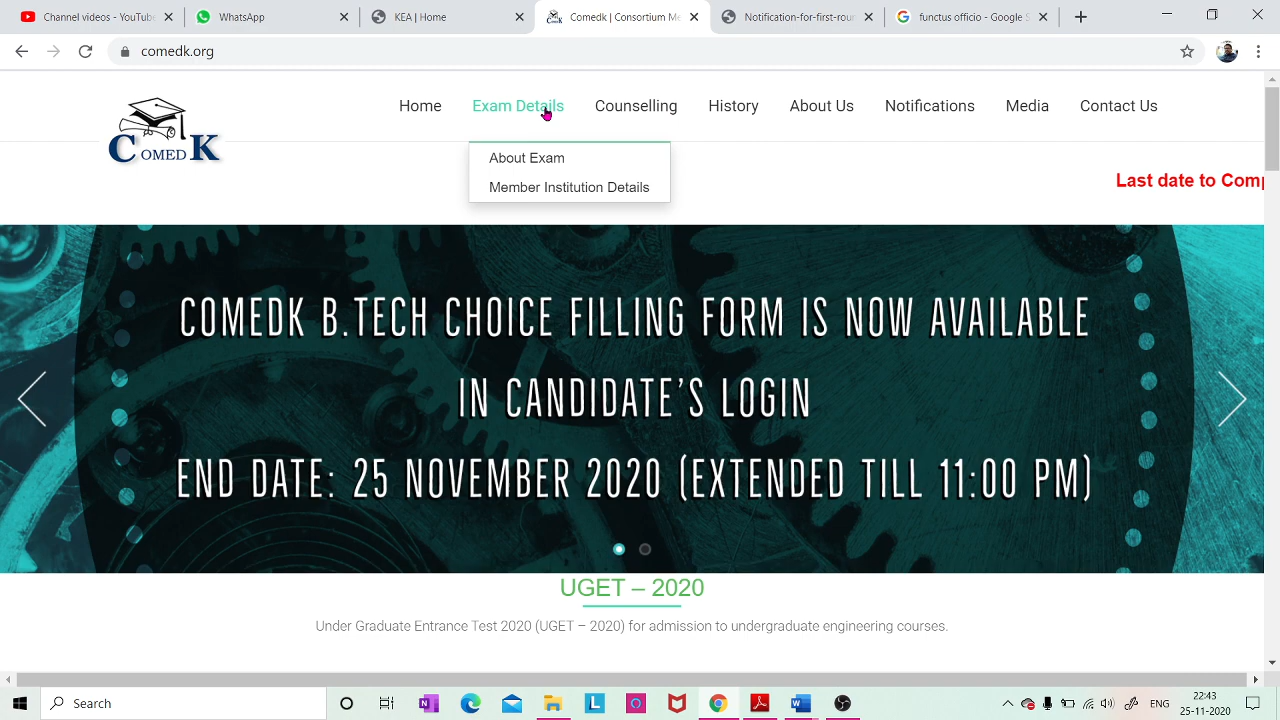 YouTube
WhatsApp
KEA | Home
Comedk | Consortium M
Notification-for-first-rou
functus officio - Google S
comedk.org
COMEDK
Home
Exam Details
Counselling
History
About Us
Notifications
Media
Contact Us
About Exam
Member Institution Details
Last date to Comp
COMEDK B.TECH CHOICE FILLING FORM IS NOW AVAILABLE
IN CANDIDATE'S LOGIN
END DATE: 25 NOVEMBER 2020 (EXTENDED TILL 11:00 PM)
UGET – 2020
Under Graduate Entrance Test 2020 (UGET – 2020) for admission to undergraduate engineering courses.
Search
ENG
22:43
25-11-2020